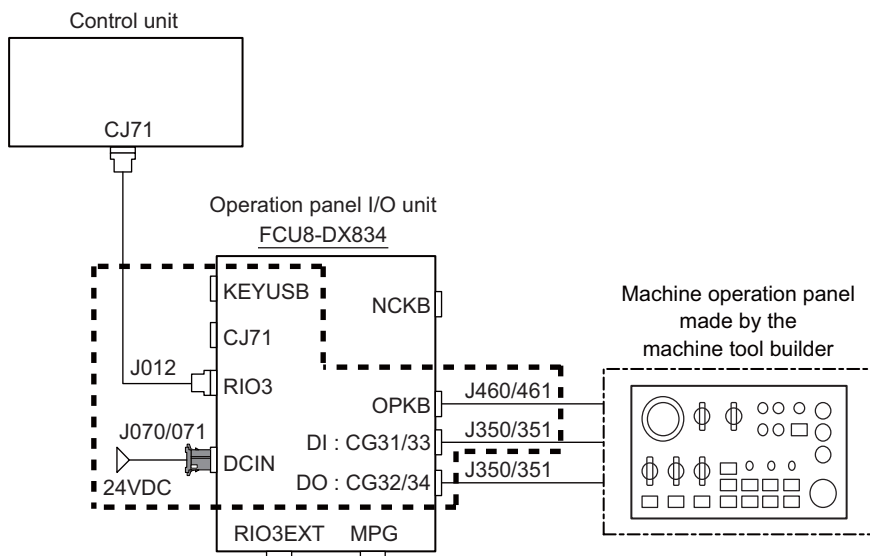 Control unit
CJ71
Operation panel I/O unit
FCU8-DX834
KEYUSB
NCKB
Machine operation panel
made by the
machine tool builder
CJ71
J012
RIO3
J460/461
OPKB
J070/071
J350/351
DI : CG31/33
DCIN
J350/351
24VDC
DO : CG32/34
RIO3EXT
MPG